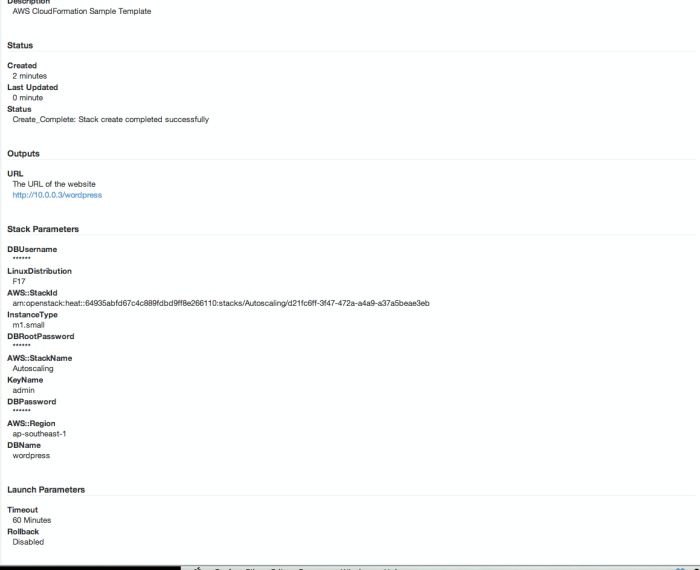 Description
AWS CloudFormation Sample Template
Status
Created
2 minutes
Last Updated
0 minute
Status
Create_Complete: Stack create completed successfully
Outputs
URL
The URL of the website
http://10.0.0.3/wordpress
Stack Parameters
DBUsername
******
LinuxDistribution
F17
AWS::StackId
arn:openstack:heat::64935abfd67c4c889fdbd9ff8e266110:stacks/Autoscaling/d21fc6ff-3f47-472a-a4a9-a37a5beae3eb
InstanceType
m1.small
DBRootPassword
******
AWS::StackName
Autoscaling
KeyName
admin
DBPassword
******
AWS::Region
ap-southeast-1
DBName
wordpress
Launch Parameters
Timeout
60 Minutes
Rollback
Disabled